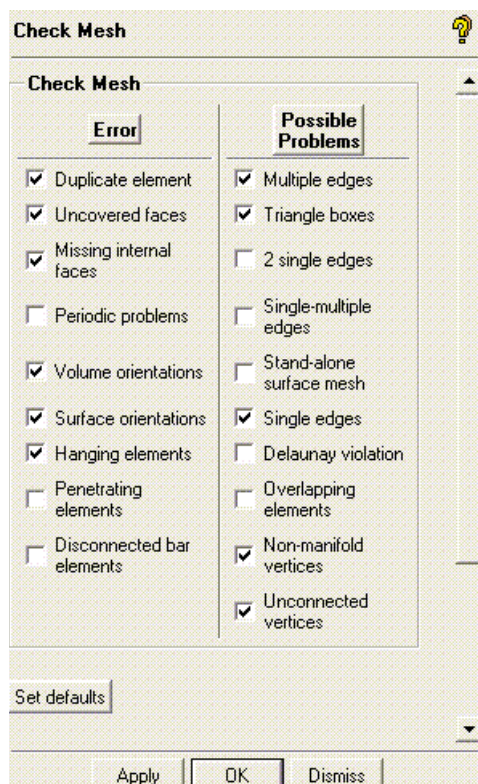 Check Mesh
Check Mesh
Error
Duplicate element
Uncovered faces
Missing internal
faces
Periodic problems
Volume orientations
Surface orientations
Hanging elements
Penetrating
elements
Disconnected bar
elements
Possible
Problems
Multiple edges
Triangle boxes
2 single edges
Single-multiple
edges
Stand-alone
surface mesh
Single edges
Delaunay violation
Overlapping
elements
Non-manifold
vertices
Unconnected
vertices
Set defaults
Apply
OK
Dismiss